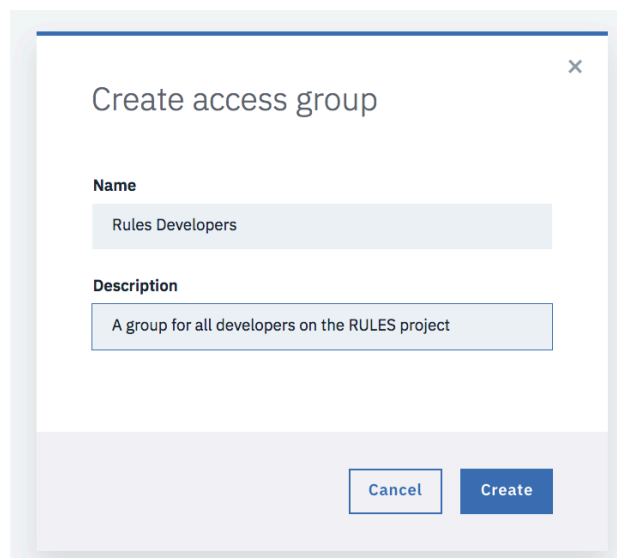 Create access group
Name
Rules Developers
Description
A group for all developers on the RULES project
Cancel
Create